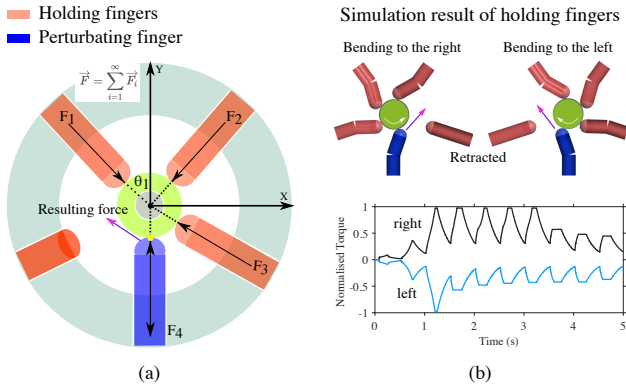 Holding fingers
Perturbating finger
F⃗ = ∑_{i=1}^{∞} F⃗_i
Y
F1
F2
θ1
X
Resulting force
F3
F4
(a)
Simulation result of holding fingers
Bending to the right
Bending to the left
Retracted
Normalised Torque
1
0.5
0
-0.5
-1
right
left
0 1 2 3 4 5
Time (s)
(b)